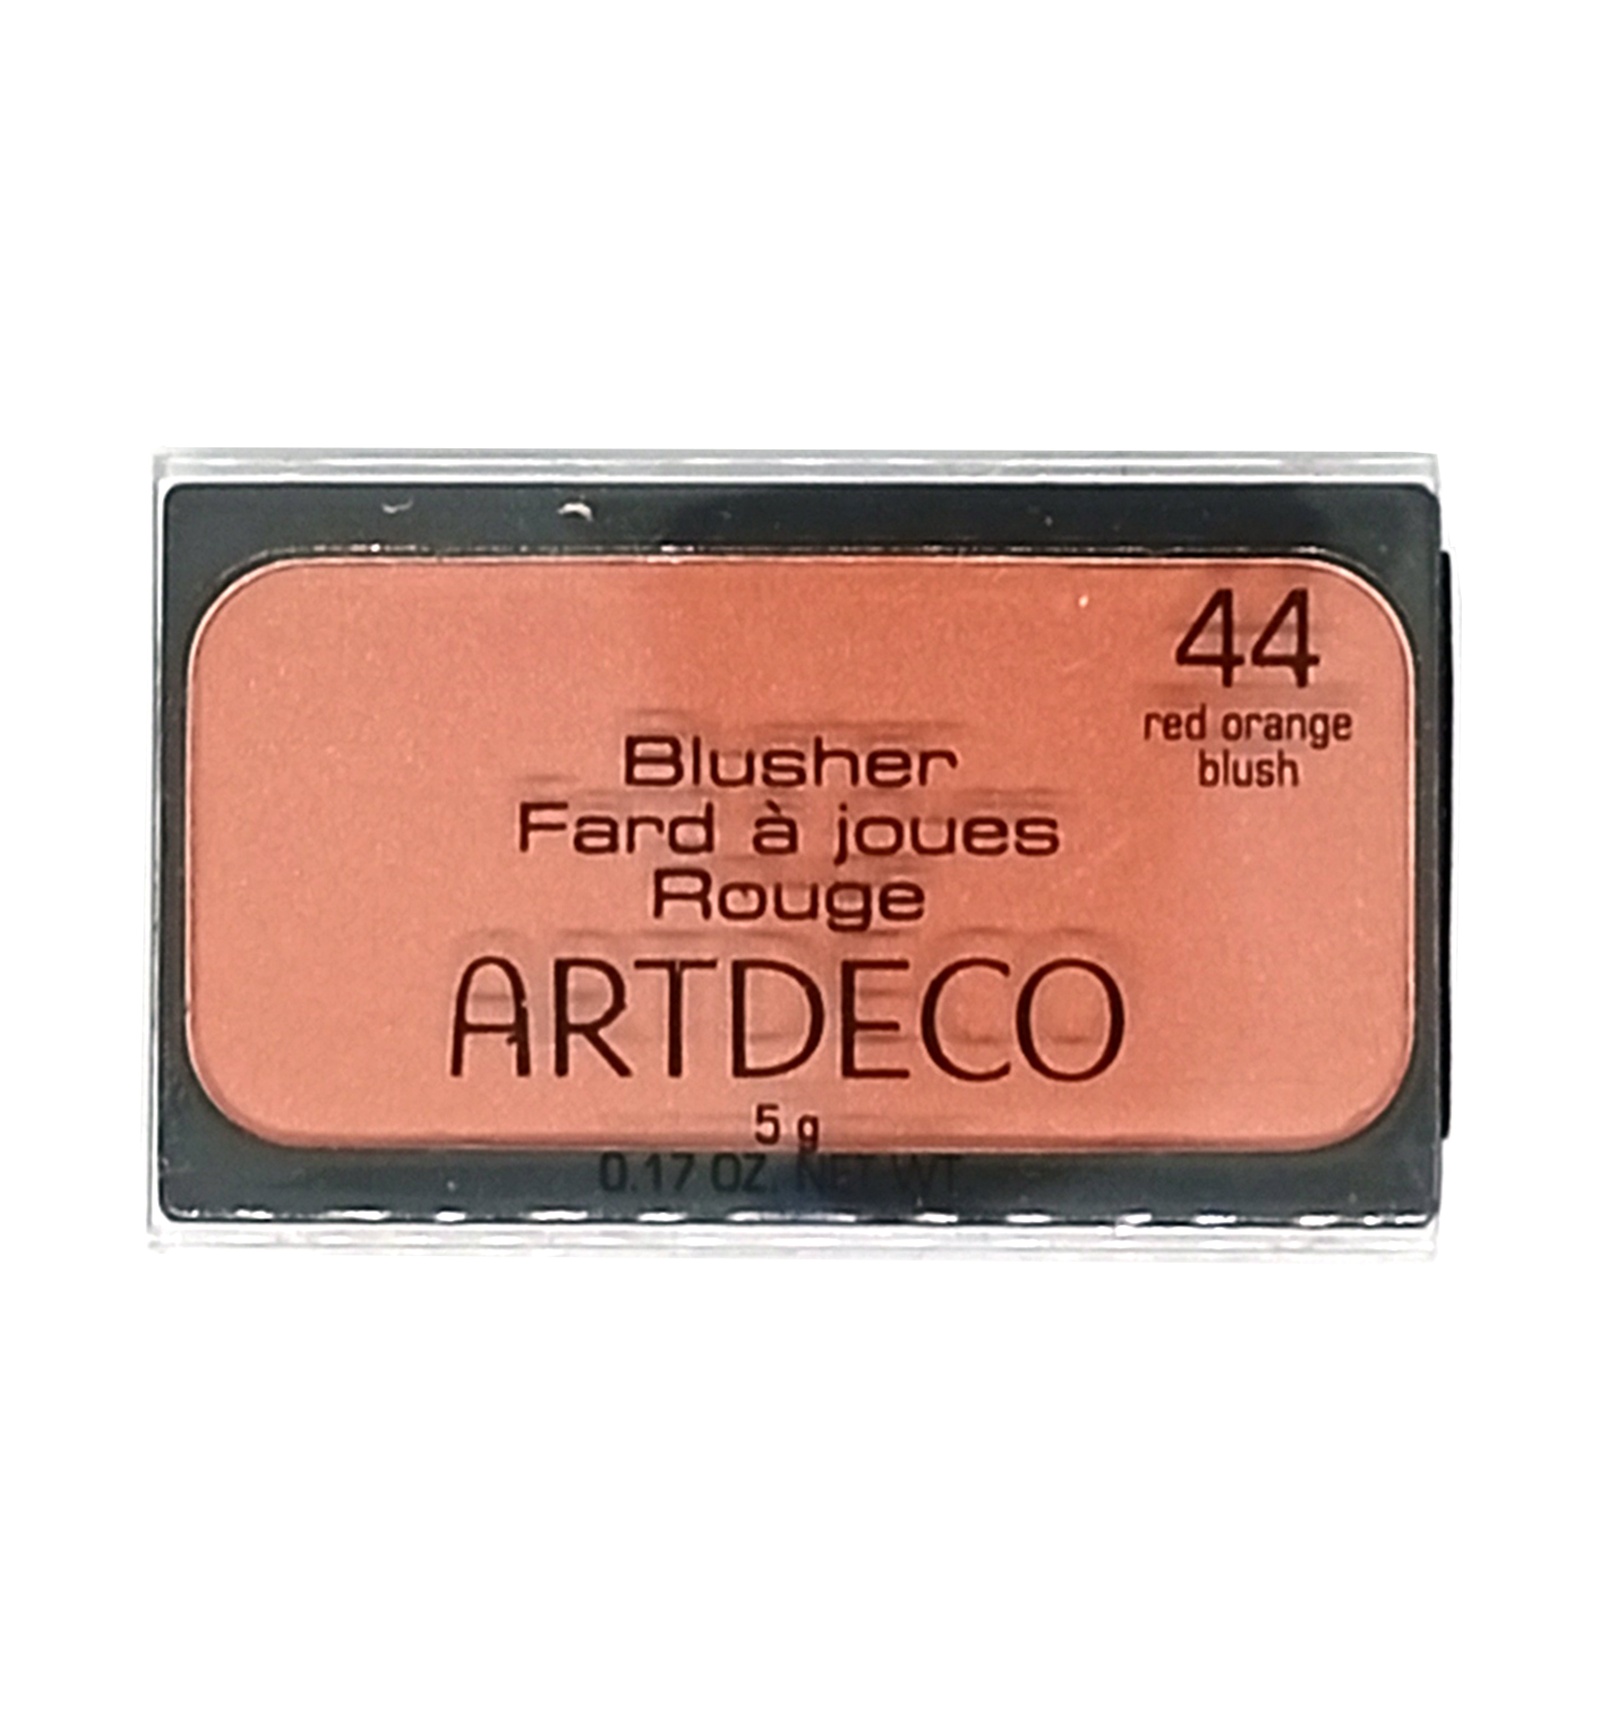 44
red orange
blush
Blusher
Fard à joues
Rouge
ARTDECO
5 g
0.17 OZ. NET WT